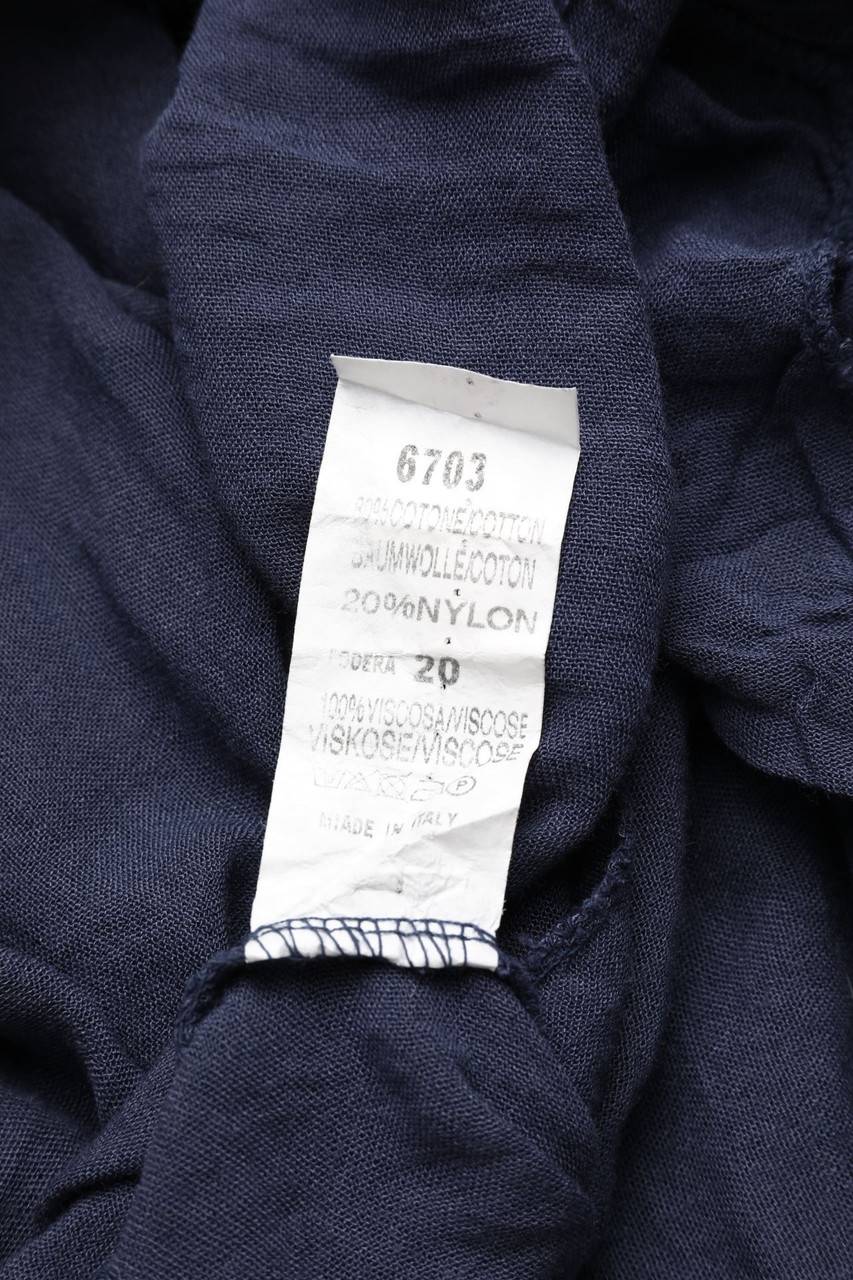 6703
80%COTONE/COTTON
BAUMWOLLE/COTON
20%NYLON
FODERA 20
100%VISCOSA/VISCOSE
VISKOSE/VISCOSE
MADE IN ITALY